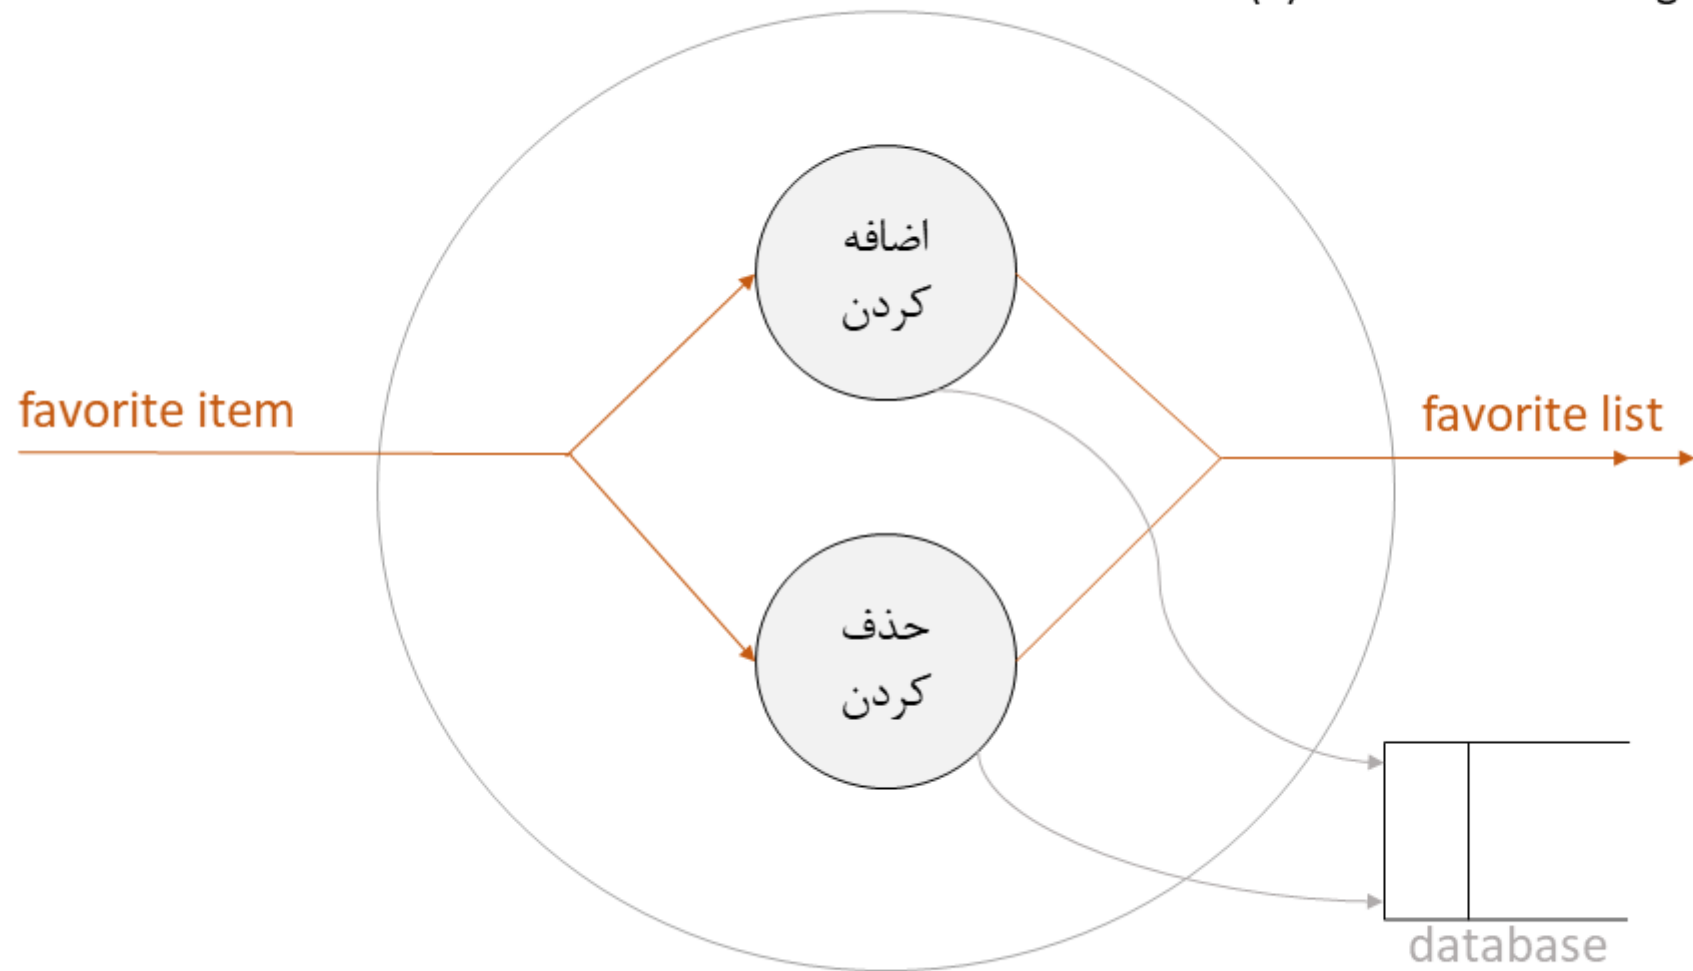 اضافه
کردن
favorite item
favorite list
حذف
کردن
database